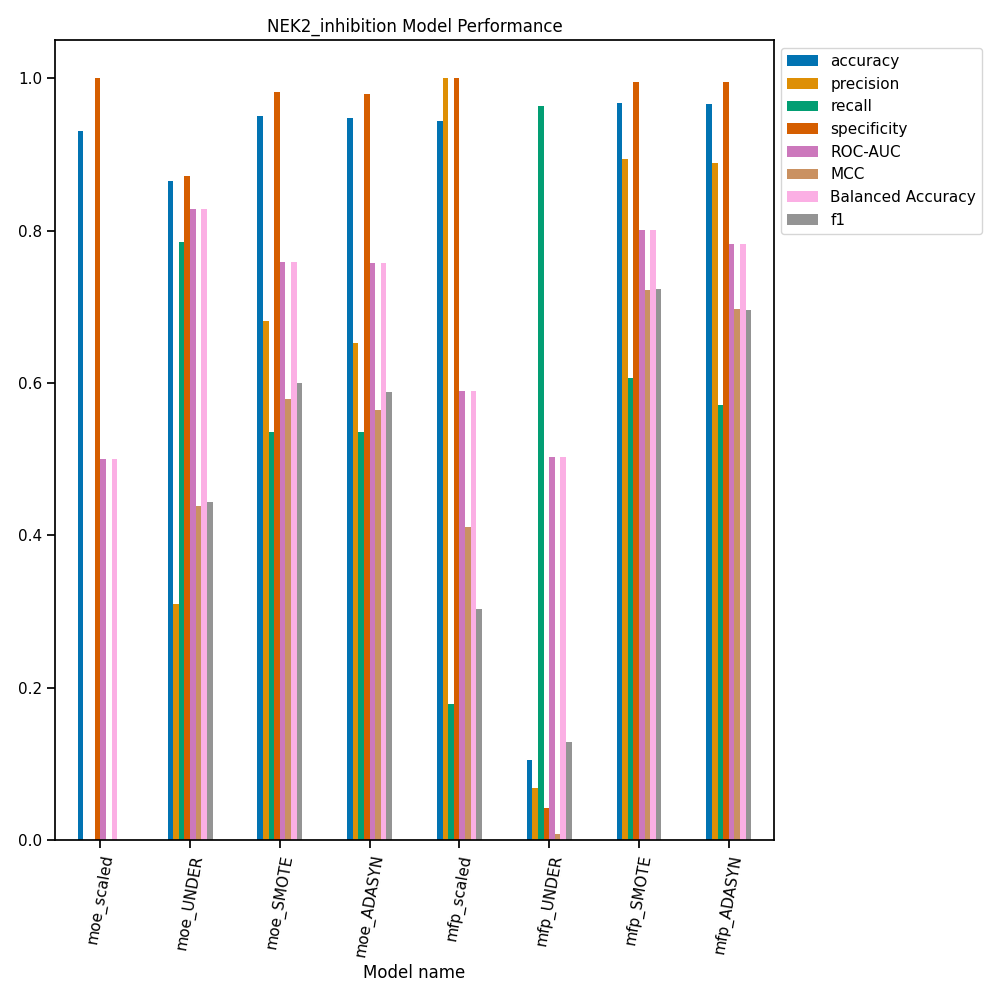 NEK2_inhibition Model Performance
1.0
0.8
0.6
0.4
0.2
0.0
moe_scaled
moe_UNDER
moe_SMOTE
moe_ADASYN
mfp_scaled
mfp_UNDER
mfp_SMOTE
mfp_ADASYN
Model name
accuracy
precision
recall
specificity
ROC-AUC
MCC
Balanced Accuracy
f1